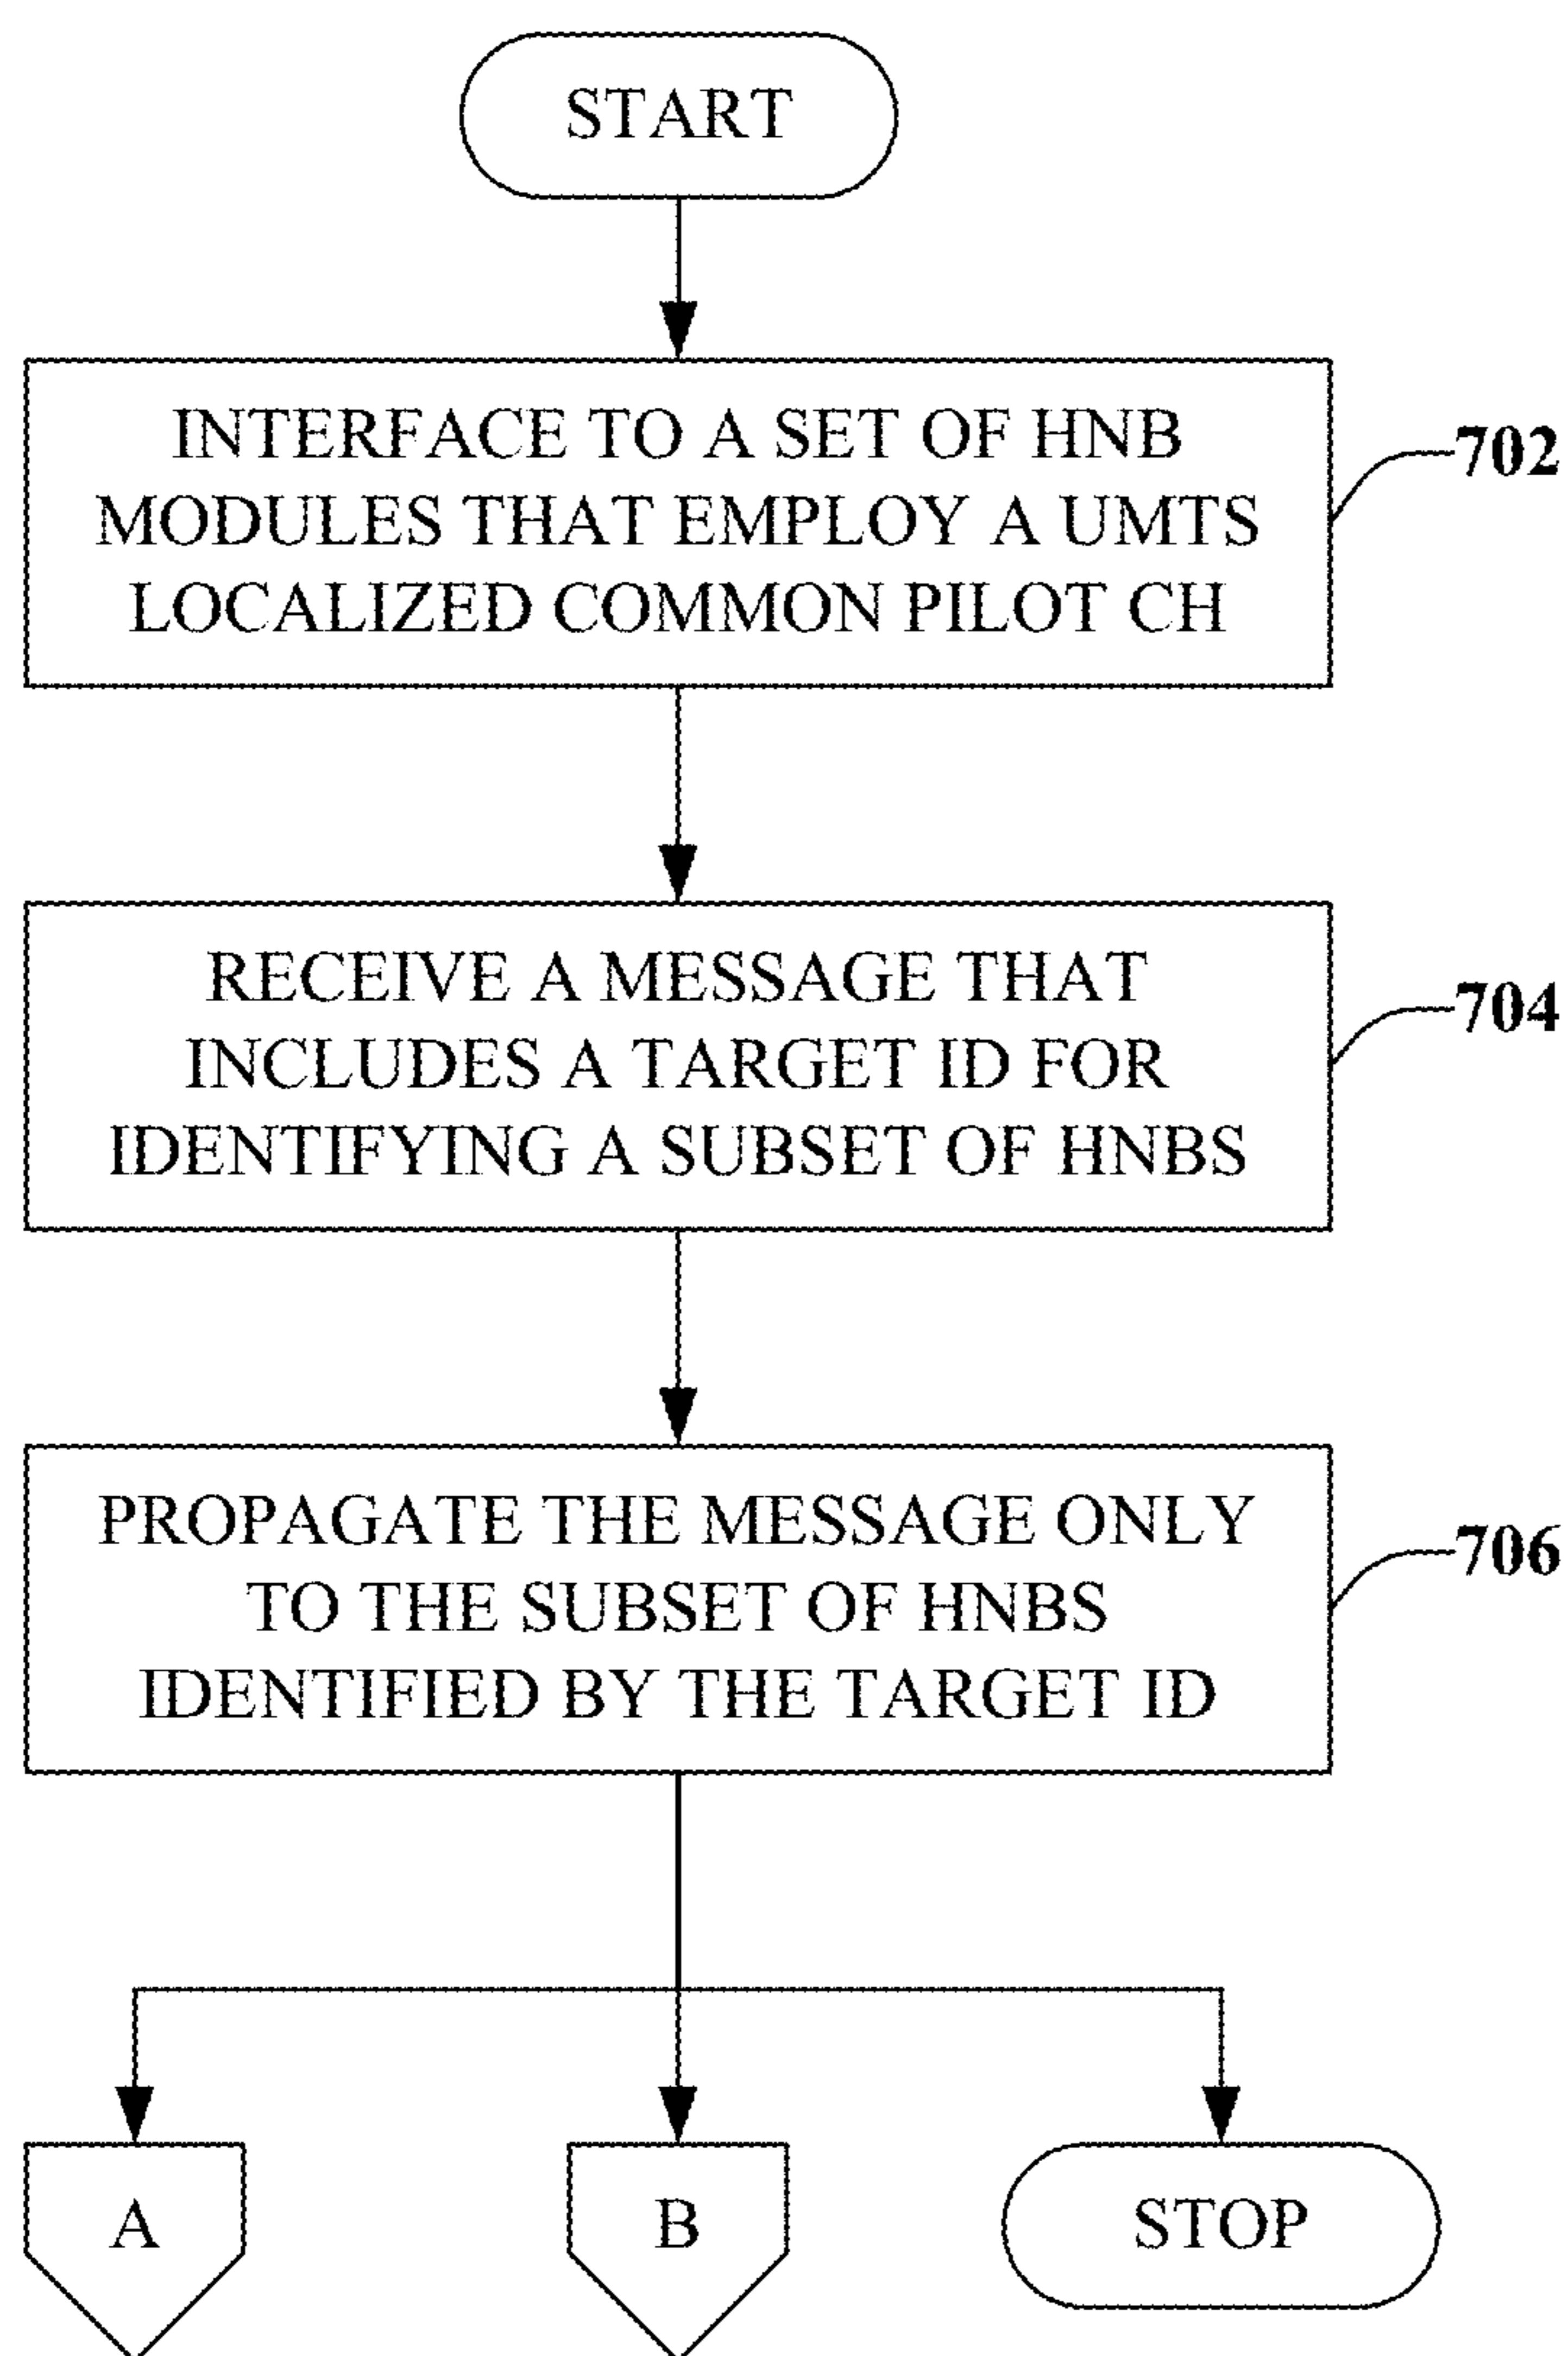 START
INTERFACE TO A SET OF HNB
MODULES THAT EMPLOY A UMTS
LOCALIZED COMMON PILOT CH
702
RECEIVE A MESSAGE THAT
INCLUDES A TARGET ID FOR
IDENTIFYING A SUBSET OF HNBS
704
PROPAGATE THE MESSAGE ONLY
TO THE SUBSET OF HNBS
IDENTIFIED BY THE TARGET ID
706
A
B
STOP